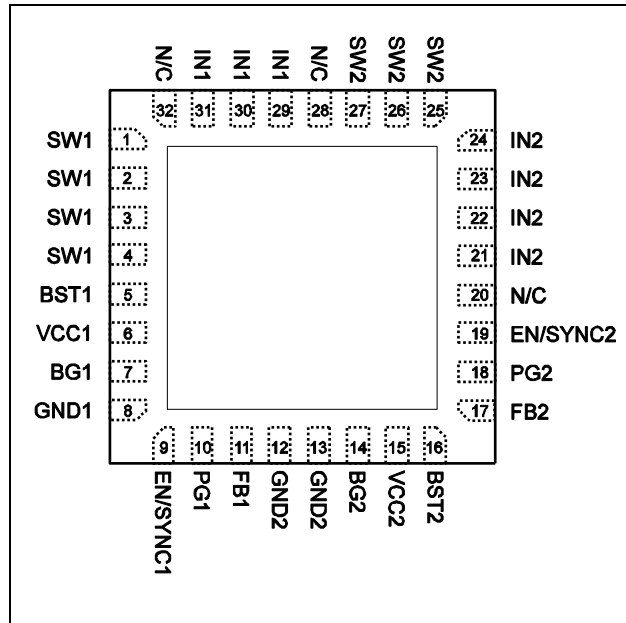 N/C IN1 IN1 IN1 N/C SW2 SW2 SW2
32 31 30 29 28 27 26 25
SW1 1 24 IN2
SW1 2 23 IN2
SW1 3 22 IN2
SW1 4 21 IN2
BST1 5 20 N/C
VCC1 6 19 EN/SYNC2
BG1 7 18 PG2
GND1 8 17 FB2
9 10 11 12 13 14 15 16
EN/SYNC1 PG1 FB1 GND2 GND2 BG2 VCC2 BST2